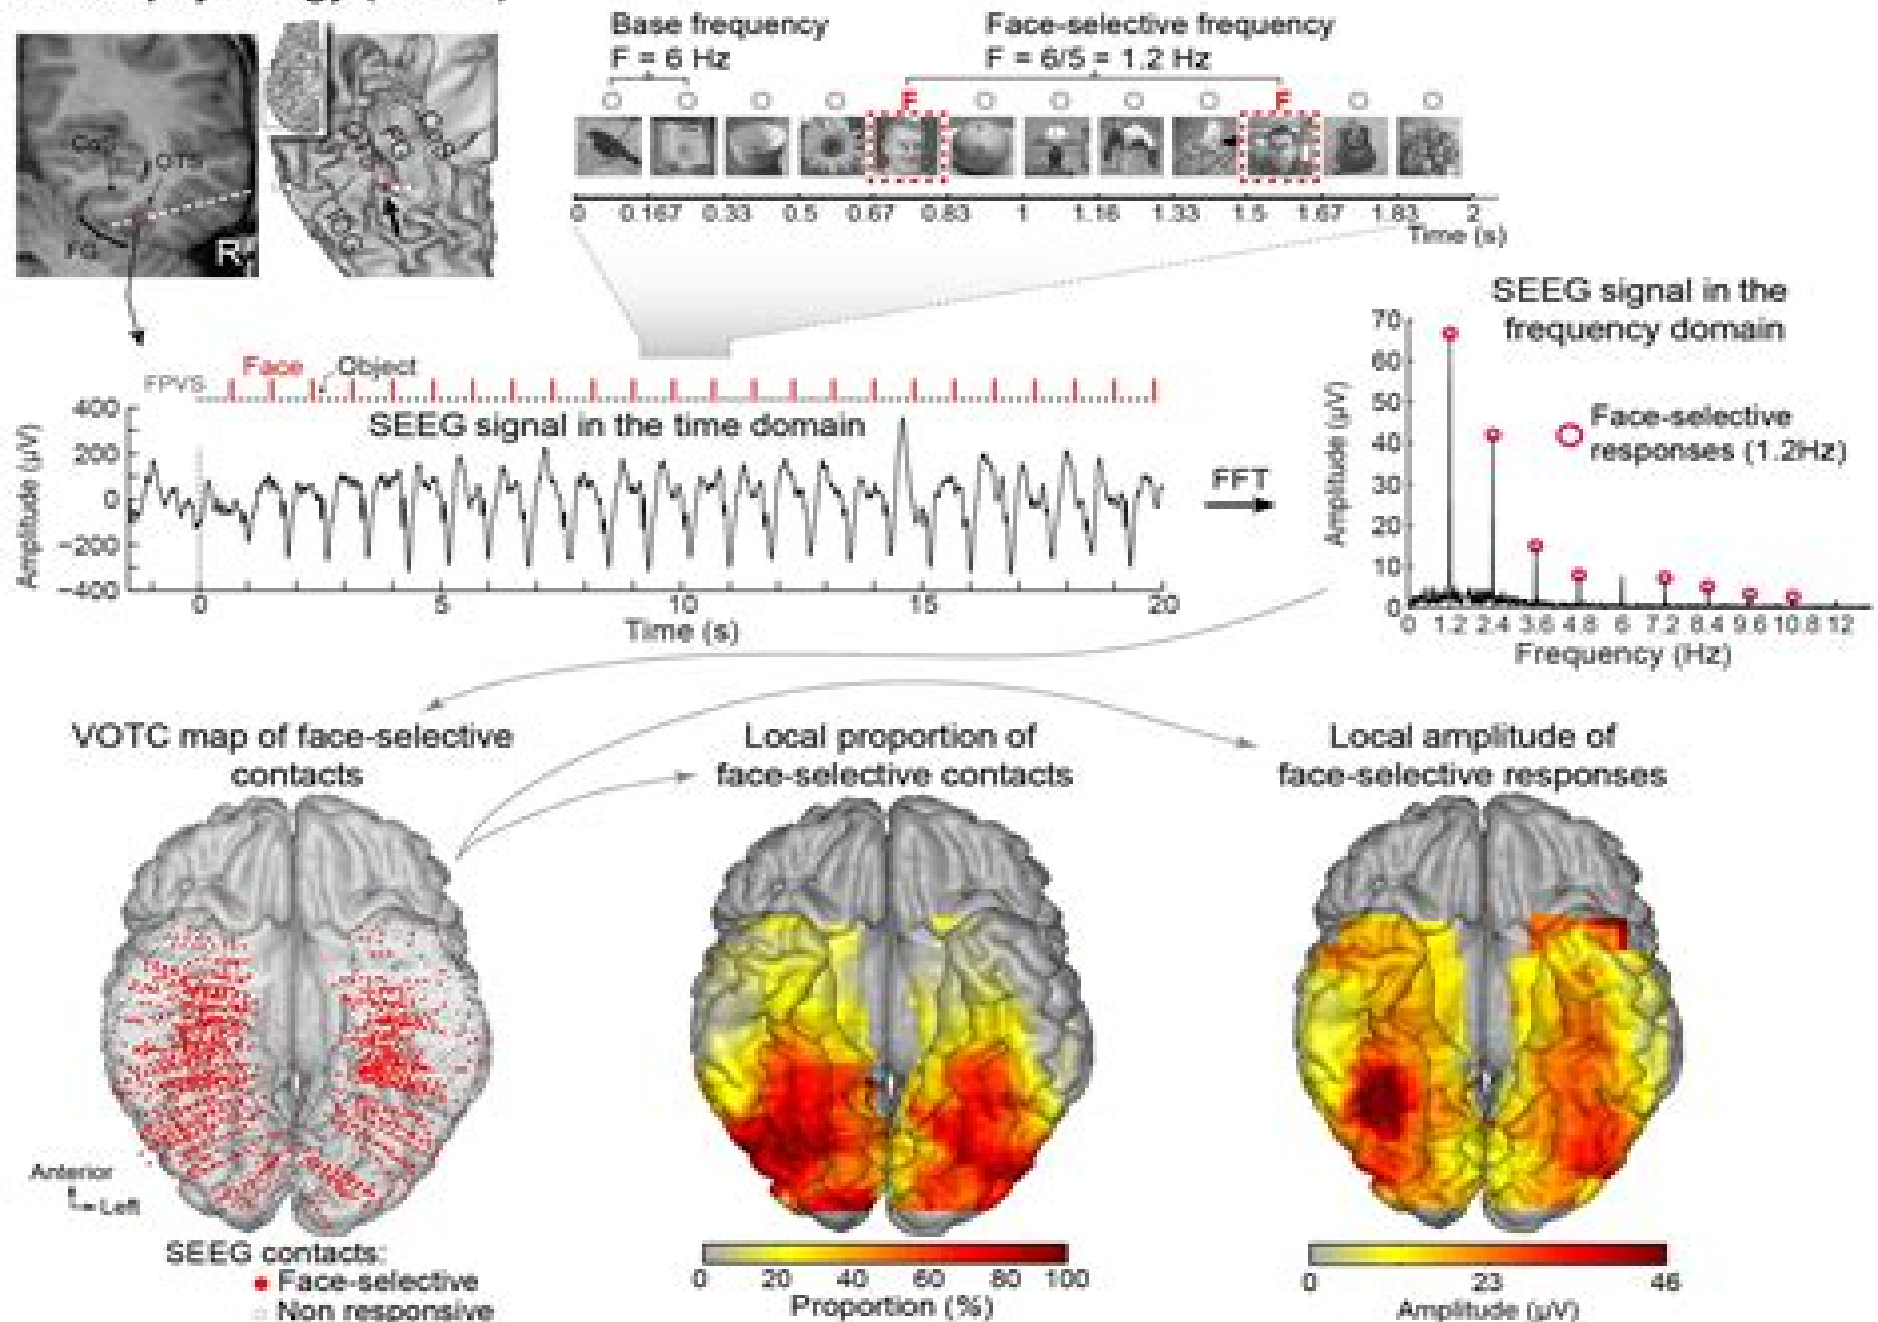 Base frequency
F = 6 Hz
Face-selective frequency
F = 6/5 = 1.2 Hz
F
F
0 0.167 0.33 0.5 0.67 0.83 1 1.16 1.33 1.5 1.67 1.83 2
Time (s)
CoS
OTS
FG
R
OTS
FG
CoS
IOG
SEEG signal in the
frequency domain
70
60
50
40
30
20
10
0
Amplitude (µV)
Face-selective
responses (1.2Hz)
0 1.2 2.4 3.6 4.8 6 7.2 8.4 9.6 10.8 12
Frequency (Hz)
FPVS
Face
Object
SEEG signal in the time domain
400
200
0
−200
−400
Amplitude (µV)
0 5 10 15 20
Time (s)
FFT
VOTC map of face-selective
contacts
Local proportion of
face-selective contacts
Local amplitude of
face-selective responses
Anterior
Left
SEEG contacts:
Face-selective
Non responsive
0 20 40 60 80 100
Proportion (%)
0 23 46
Amplitude (µV)